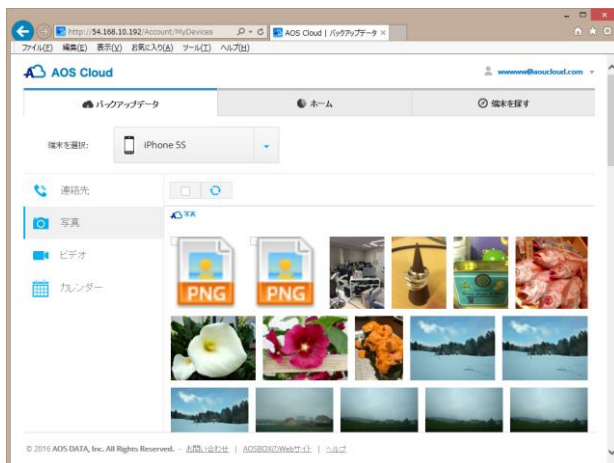 http://54.168.10.192/Account/MyDevices
AOS Cloud | バックアップデータ
ファイル(F) 編集(E) 表示(V) お気に入り(A) ツール(T) ヘルプ(H)
AOS Cloud
wwwww@aoucloud.com
バックアップデータ
ホーム
端末を探す
端末を選択:
iPhone 5S
連絡先
写真
写真
ビデオ
カレンダー
PNG
PNG
© 2016 AOS DATA, Inc. All Rights Reserved. - お問い合わせ | AOSBOXのWebサイト | ヘルプ